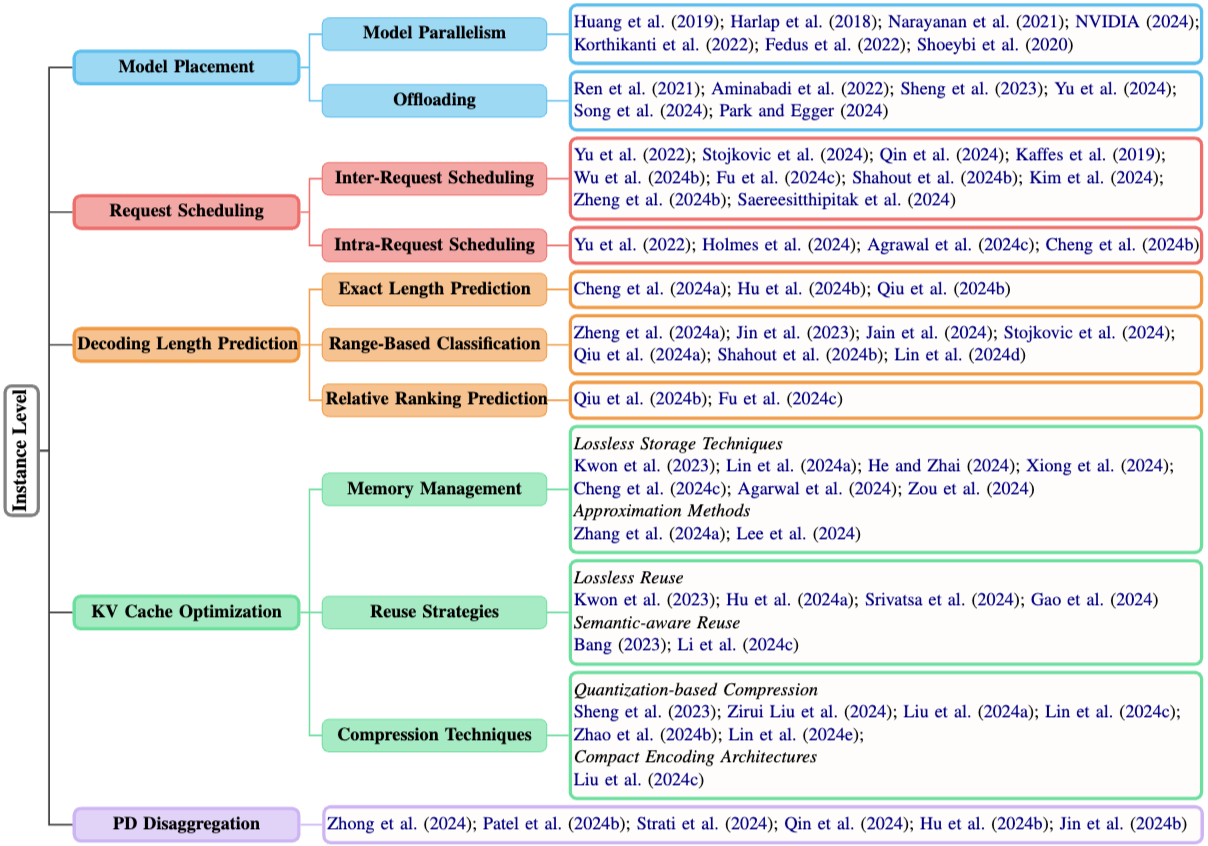 Instance Level
Model Placement
Model Parallelism
Huang et al. (2019); Harlap et al. (2018); Narayanan et al. (2021); NVIDIA (2024);
Korthikanti et al. (2022); Fedus et al. (2022); Shoeybi et al. (2020)
Offloading
Ren et al. (2021); Aminabadi et al. (2022); Sheng et al. (2023); Yu et al. (2024);
Song et al. (2024); Park and Egger (2024)
Request Scheduling
Inter-Request Scheduling
Yu et al. (2022); Stojkovic et al. (2024); Qin et al. (2024); Kaffes et al. (2019);
Wu et al. (2024b); Fu et al. (2024c); Shahout et al. (2024b); Kim et al. (2024);
Zheng et al. (2024b); Saereesitthipitak et al. (2024)
Intra-Request Scheduling
Yu et al. (2022); Holmes et al. (2024); Agrawal et al. (2024c); Cheng et al. (2024b)
Decoding Length Prediction
Exact Length Prediction
Cheng et al. (2024a); Hu et al. (2024b); Qiu et al. (2024b)
Range-Based Classification
Zheng et al. (2024a); Jin et al. (2023); Jain et al. (2024); Stojkovic et al. (2024);
Qiu et al. (2024a); Shahout et al. (2024b); Lin et al. (2024d)
Relative Ranking Prediction
Qiu et al. (2024b); Fu et al. (2024c)
KV Cache Optimization
Memory Management
Lossless Storage Techniques
Kwon et al. (2023); Lin et al. (2024a); He and Zhai (2024); Xiong et al. (2024);
Cheng et al. (2024c); Agarwal et al. (2024); Zou et al. (2024)
Approximation Methods
Zhang et al. (2024a); Lee et al. (2024)
Reuse Strategies
Lossless Reuse
Kwon et al. (2023); Hu et al. (2024a); Srivatsa et al. (2024); Gao et al. (2024)
Semantic-aware Reuse
Bang (2023); Li et al. (2024c)
Compression Techniques
Quantization-based Compression
Sheng et al. (2023); Zirui Liu et al. (2024); Liu et al. (2024a); Lin et al. (2024c);
Zhao et al. (2024b); Lin et al. (2024e);
Compact Encoding Architectures
Liu et al. (2024c)
PD Disaggregation
Zhong et al. (2024); Patel et al. (2024b); Strati et al. (2024); Qin et al. (2024); Hu et al. (2024b); Jin et al. (2024b)